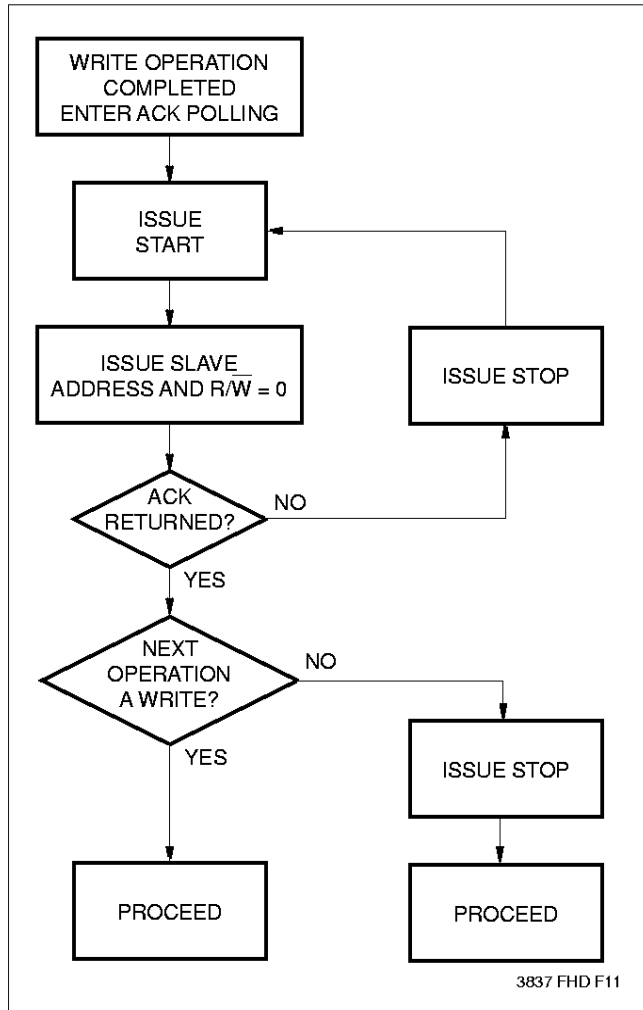 WRITE OPERATION
COMPLETED
ENTER ACK POLLING
ISSUE
START
ISSUE SLAVE
ADDRESS AND R/W̅ = 0
ISSUE STOP
ACK
RETURNED?
NO
YES
NEXT
OPERATION
A WRITE?
NO
YES
ISSUE STOP
PROCEED
PROCEED
3837 FHD F11